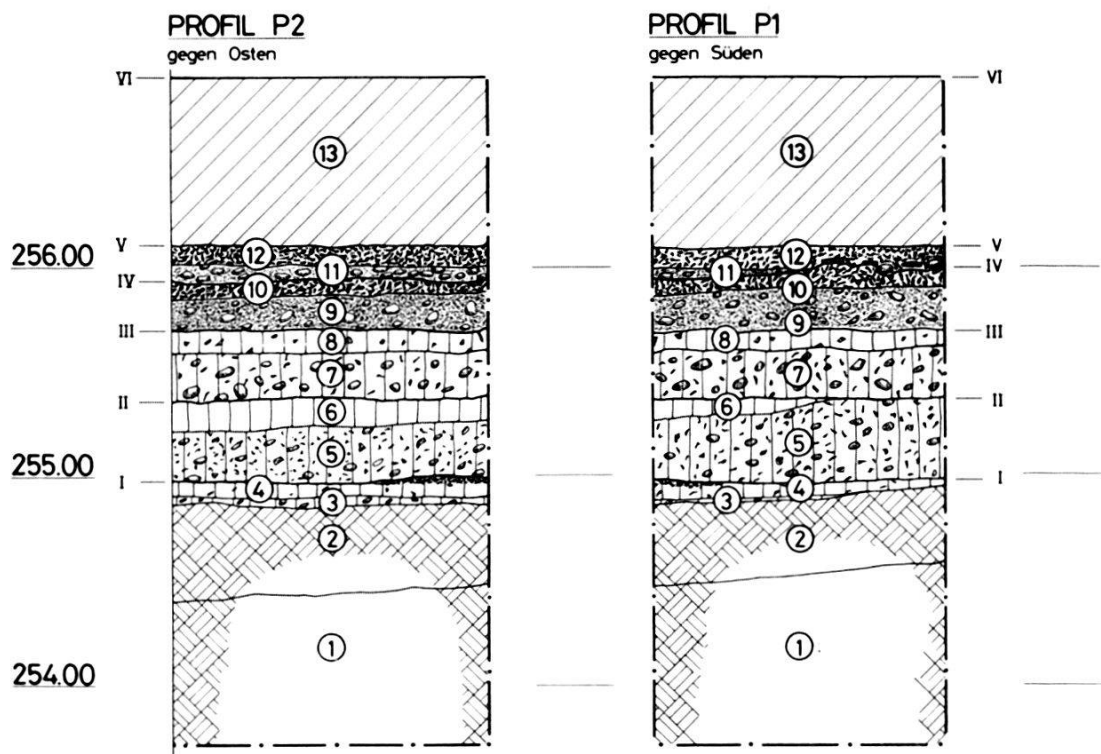 PROFIL P2
gegen Osten
VI
13
256.00
V
12
11
IV
10
9
III
8
7
II
6
5
255.00
I
4
3
2
1
254.00
PROFIL P1
gegen Süden
VI
13
V
12
IV
11
10
9
III
8
7
II
6
5
I
4
3
2
1